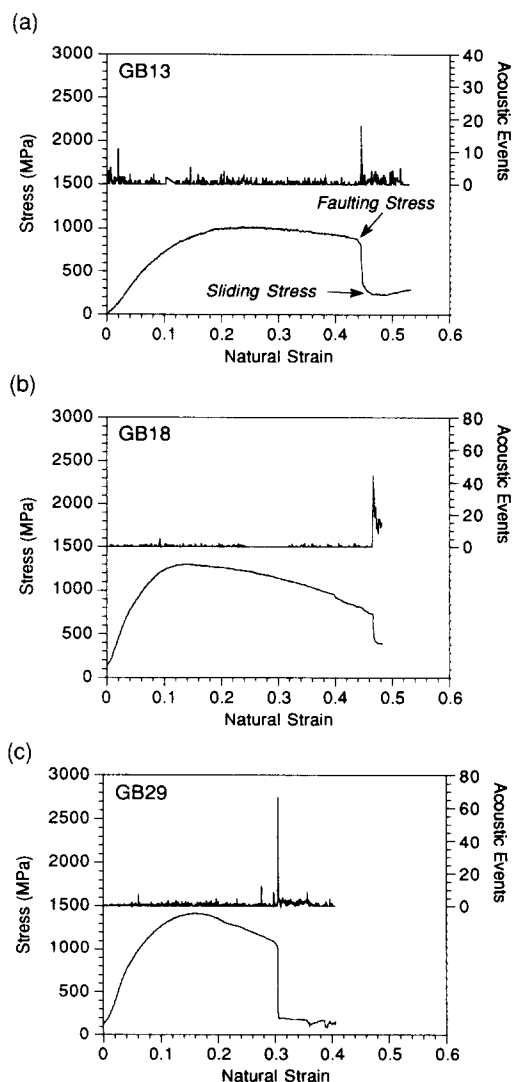 (a)
GB13
3000
2500
2000
1500
1000
500
0
Stress (MPa)
40
30
20
10
0
Acoustic Events
Faulting Stress
Sliding Stress
0 0.1 0.2 0.3 0.4 0.5 0.6
Natural Strain
(b)
GB18
3000
2500
2000
1500
1000
500
0
Stress (MPa)
80
60
40
20
0
Acoustic Events
0 0.1 0.2 0.3 0.4 0.5 0.6
Natural Strain
(c)
GB29
3000
2500
2000
1500
1000
500
0
Stress (MPa)
80
60
40
20
0
Acoustic Events
0 0.1 0.2 0.3 0.4 0.5 0.6
Natural Strain